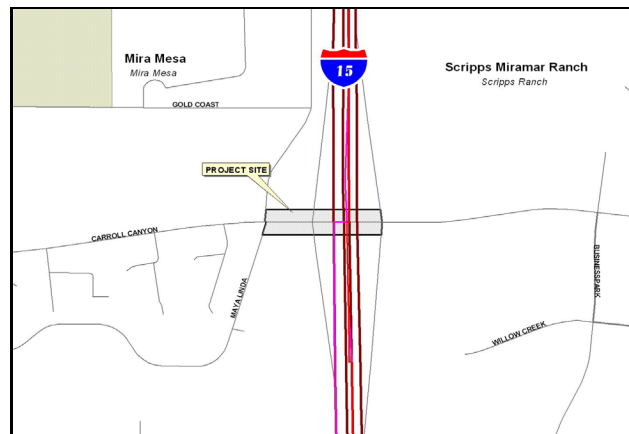 Mira Mesa
Mira Mesa
15
Scripps Miramar Ranch
Scripps Ranch
GOLD COAST
PROJECT SITE
CARROLL CANYON
MAYA LINDA
BUSINESSPARK
WILLOW CREEK